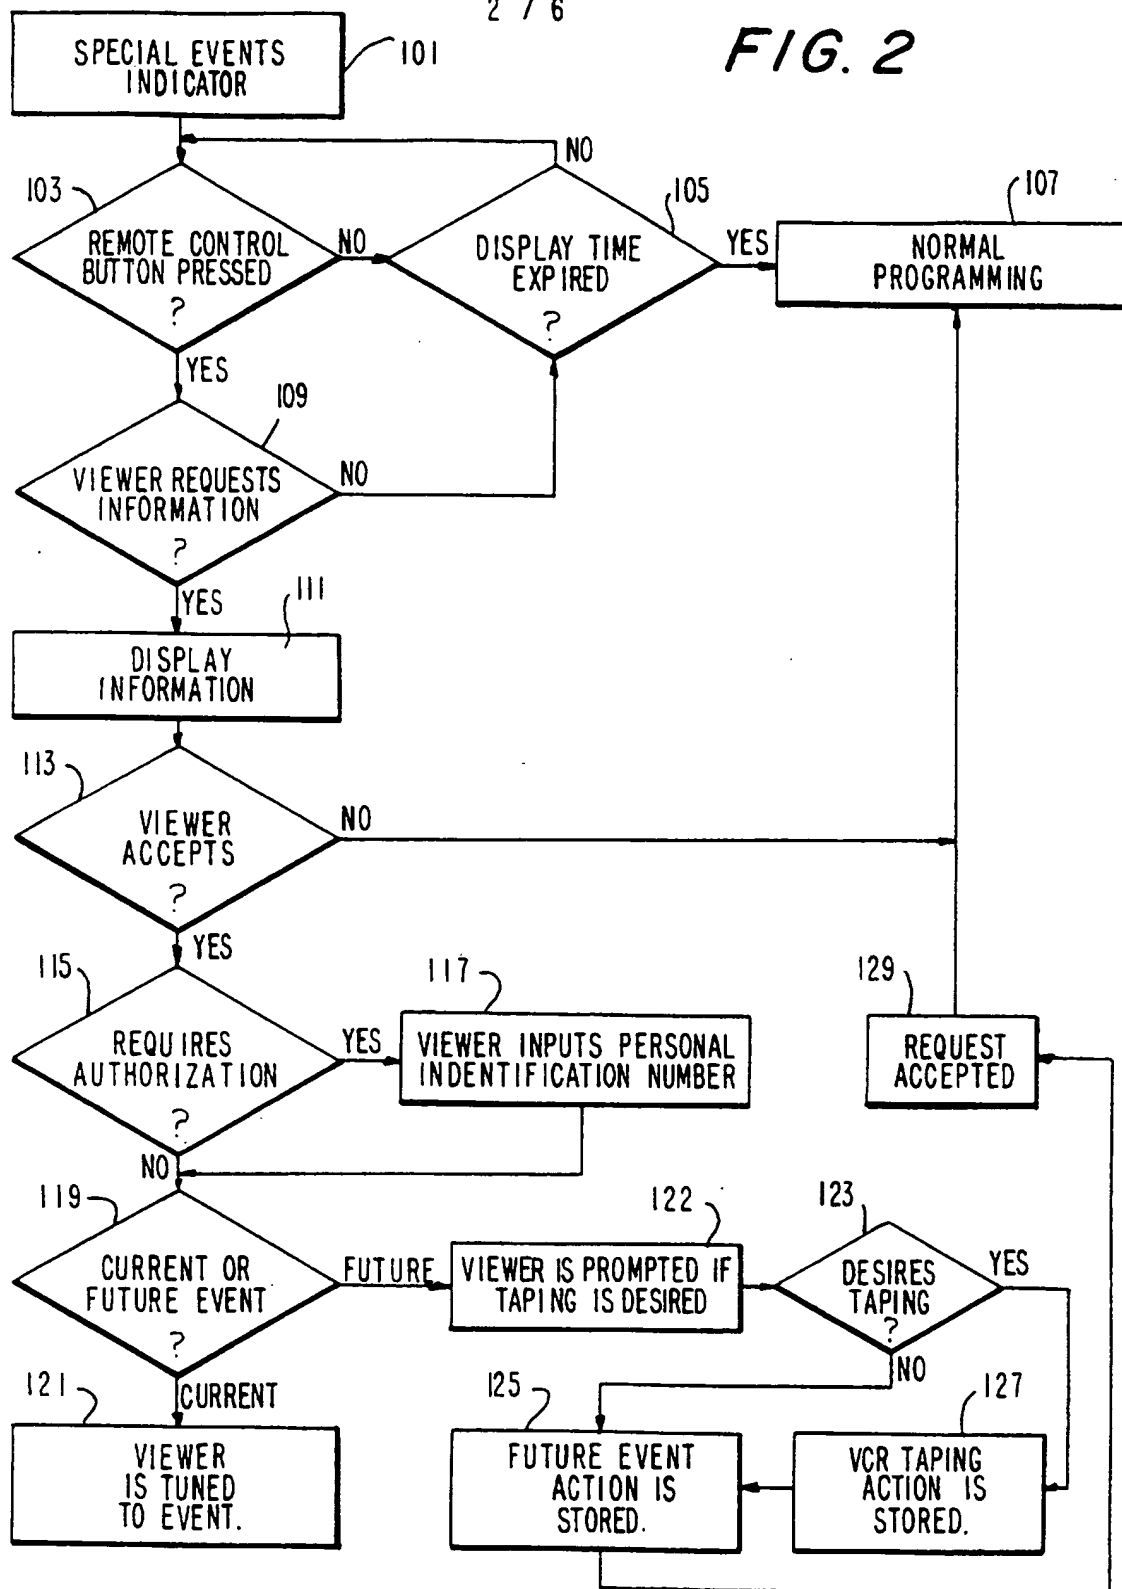 2 / 6
FIG. 2
SPECIAL EVENTS
INDICATOR
101
NO
103
105
107
REMOTE CONTROL
BUTTON PRESSED
?
NO
DISPLAY TIME
EXPIRED
?
YES
NORMAL
PROGRAMMING
YES
109
VIEWER REQUESTS
INFORMATION
?
NO
YES
111
DISPLAY
INFORMATION
113
VIEWER
ACCEPTS
?
NO
YES
115
117
129
REQUIRES
AUTHORIZATION
?
YES
VIEWER INPUTS PERSONAL
INDENTIFICATION NUMBER
REQUEST
ACCEPTED
NO
119
122
123
CURRENT OR
FUTURE EVENT
?
FUTURE
VIEWER IS PROMPTED IF
TAPING IS DESIRED
DESIRES
TAPING
?
YES
NO
CURRENT
121
125
127
VIEWER
IS TUNED
TO EVENT.
FUTURE EVENT
ACTION IS
STORED.
VCR TAPING
ACTION IS
STORED.